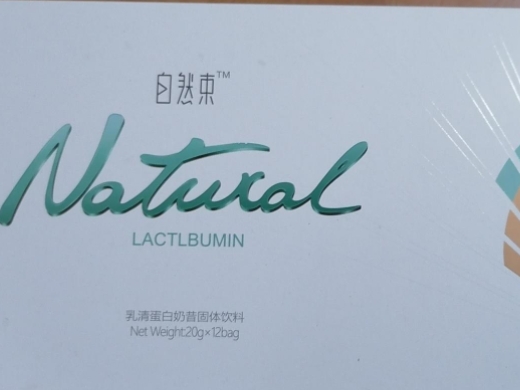 自然束™
Natural
LACTLBUMIN
乳清蛋白奶昔固体饮料
Net Weight:20g×12bag